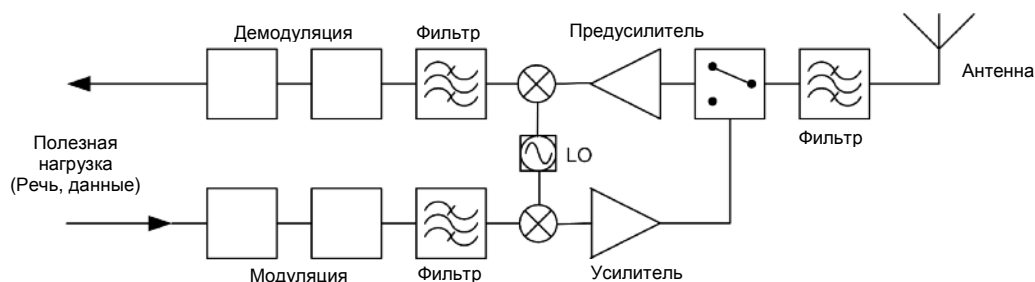 Демодуляция
Фильтр
Предусилитель
Антенна
Фильтр
Полезная
нагрузка
(Речь, данные)
LO
Модуляция
Фильтр
Усилитель